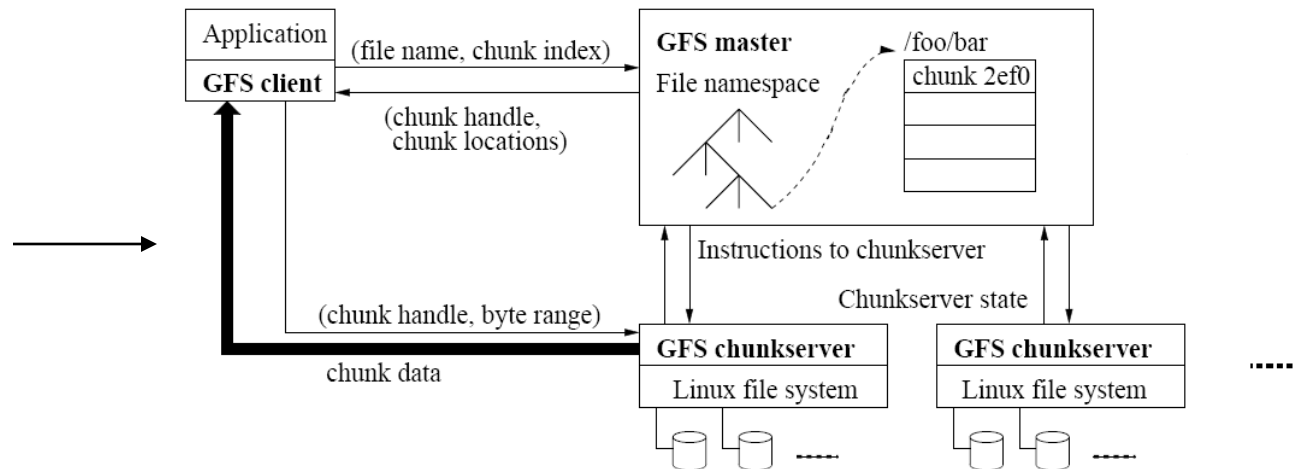 Application
GFS client
(file name, chunk index)
(chunk handle,
chunk locations)
GFS master
File namespace
/foo/bar
chunk 2ef0
Instructions to chunkserver
Chunkserver state
(chunk handle, byte range)
chunk data
GFS chunkserver
Linux file system
GFS chunkserver
Linux file system